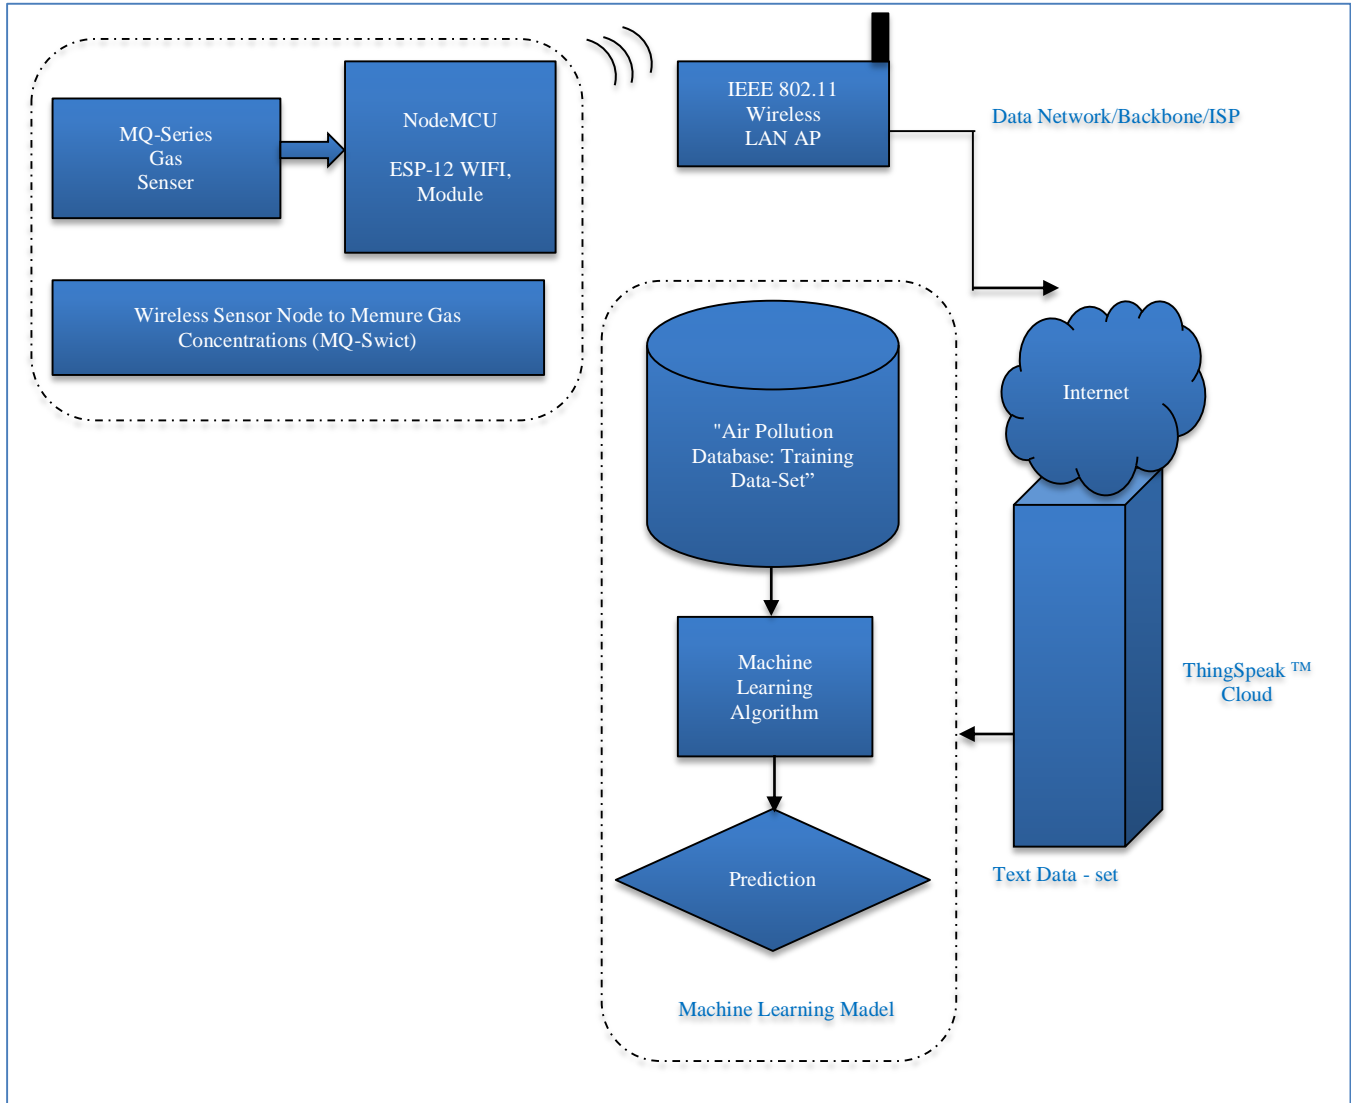 MQ-Series
Gas
Senser
NodeMCU
ESP-12 WIFI,
Module
Wireless Sensor Node to Memure Gas
Concentrations (MQ-Swict)
IEEE 802.11
Wireless
LAN AP
Data Network/Backbone/ISP
Internet
"Air Pollution
Database: Training
Data-Set”
Machine
Learning
Algorithm
Prediction
Machine Learning Madel
ThingSpeak ™
Cloud
Text Data - set